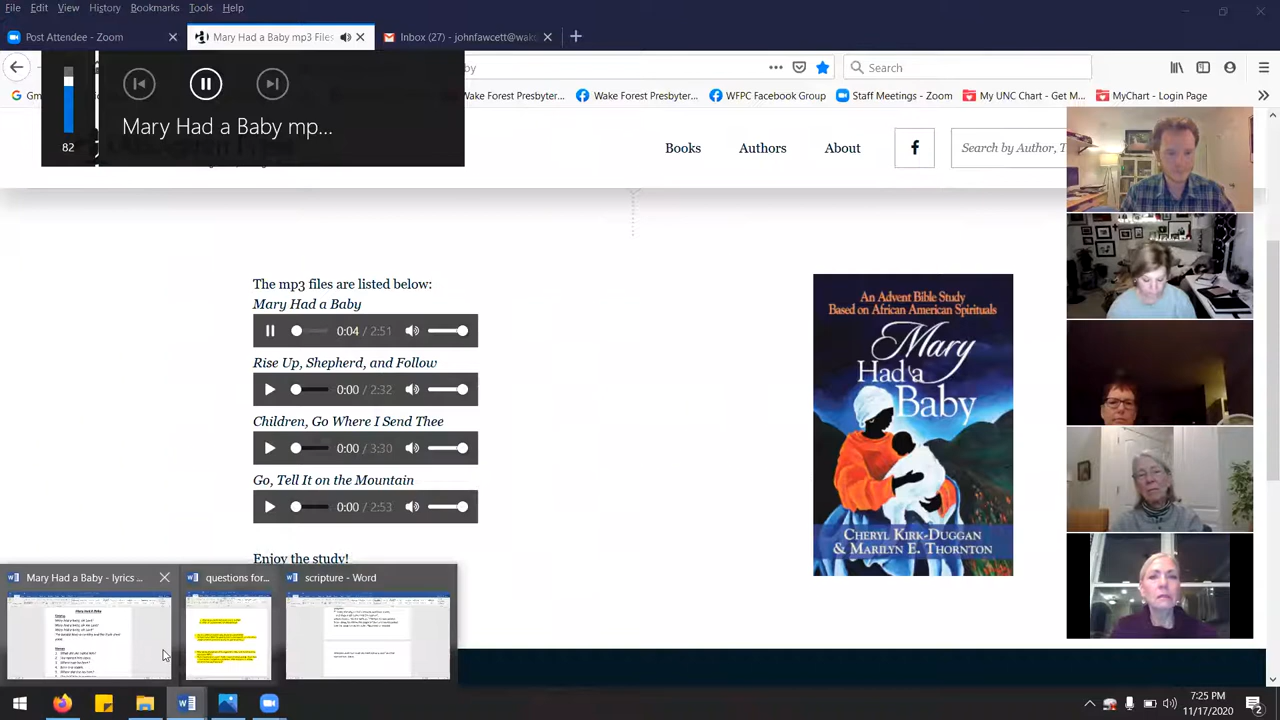 File Edit View History Bookmarks Tools Help
Post Attendee - Zoom
Mary Had a Baby mp3 Files
Inbox (27) - johnfawcett@wak
Search
Wake Forest Presbyter...
WFPC Facebook Group
Staff Meetings - Zoom
My UNC Chart - Get M...
MyChart - Login Page
Mary Had a Baby mp...
82
Books Authors About
Search by Author, T
The mp3 files are listed below:
Mary Had a Baby
0:04 / 2:51
Rise Up, Shepherd, and Follow
0:00 / 2:32
Children, Go Where I Send Thee
0:00 / 3:30
Go, Tell It on the Mountain
0:00 / 2:53
Enjoy the study!
An Advent Bible Study
Based on African American Spirituals
Mary
Had a
Baby
CHERYL KIRK-DUGGAN
& MARILYN E. THORNTON
Mary Had a Baby - lyrics
questions for...
scripture - Word
7:25 PM
11/17/2020
2